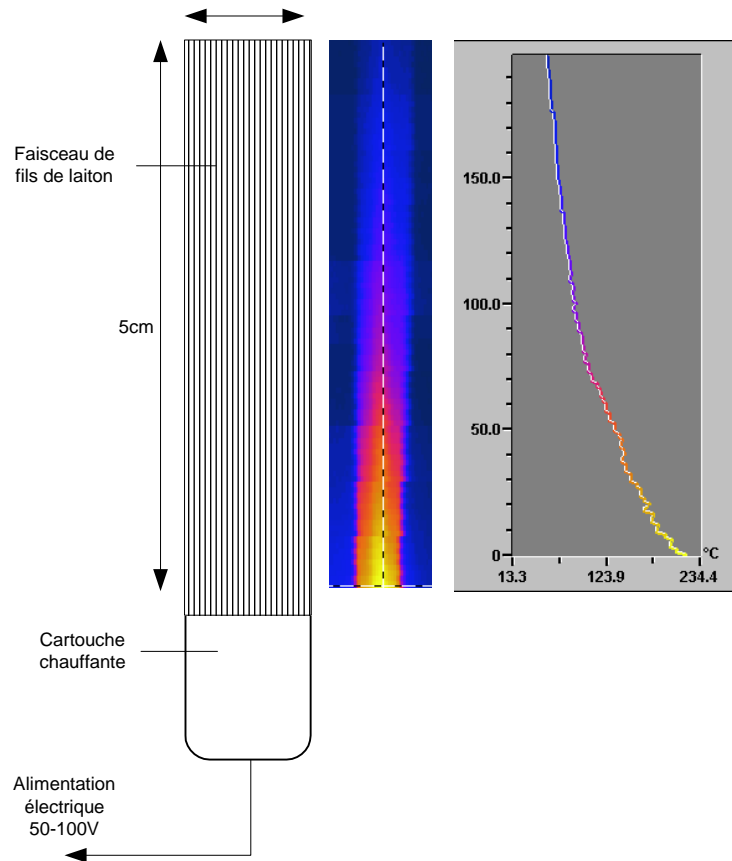 Faisceau de
fils de laiton
5cm
Cartouche
chauffante
Alimentation
électrique
50-100V
150.0
100.0
50.0
0
°C
13.3 123.9 234.4